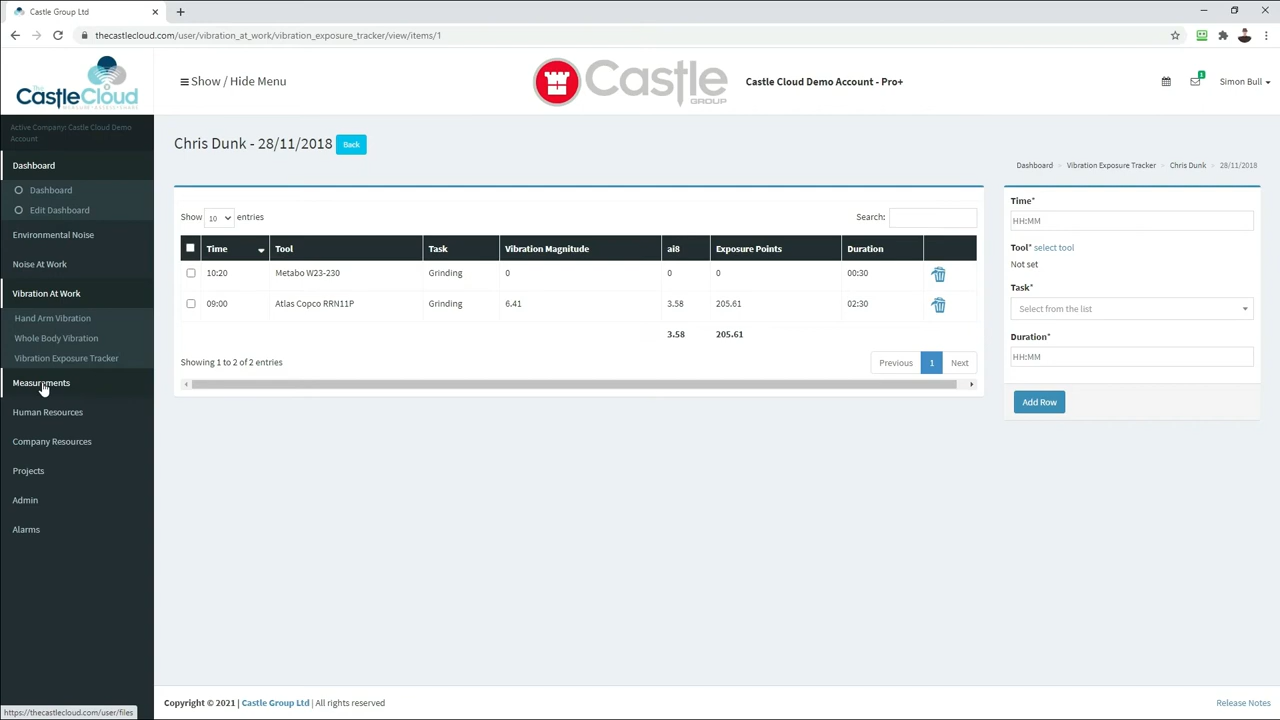 Castle Group Ltd
thecastlecloud.com/user/vibration_at_work/vibration_exposure_tracker/view/items/1
The
CastleCloud
Show / Hide Menu
Castle
GROUP
Castle Cloud Demo Account - Pro+
1
Simon Bull
Active Company: Castle Cloud Demo
Account
Dashboard
Dashboard
Edit Dashboard
Environmental Noise
Noise At Work
Vibration At Work
Hand Arm Vibration
Whole Body Vibration
Vibration Exposure Tracker
Measurements
Human Resources
Company Resources
Projects
Admin
Alarms
Chris Dunk - 28/11/2018 Back
Dashboard Vibration Exposure Tracker Chris Dunk 28/11/2018
Show 10 entries
Search:
Time Tool Task Vibration Magnitude ai8 Exposure Points Duration
10:20 Metabo W23-230 Grinding 0 0 0 00:30
09:00 Atlas Copco RRN11P Grinding 6.41 3.58 205.61 02:30
3.58 205.61
Showing 1 to 2 of 2 entries
Previous 1 Next
Time*
HH:MM
Tool* select tool
Not set
Task*
Select from the list
Duration*
HH:MM
Add Row
Copyright © 2021 | Castle Group Ltd | All rights reserved
Release Notes
https://thecastlecloud.com/user/files